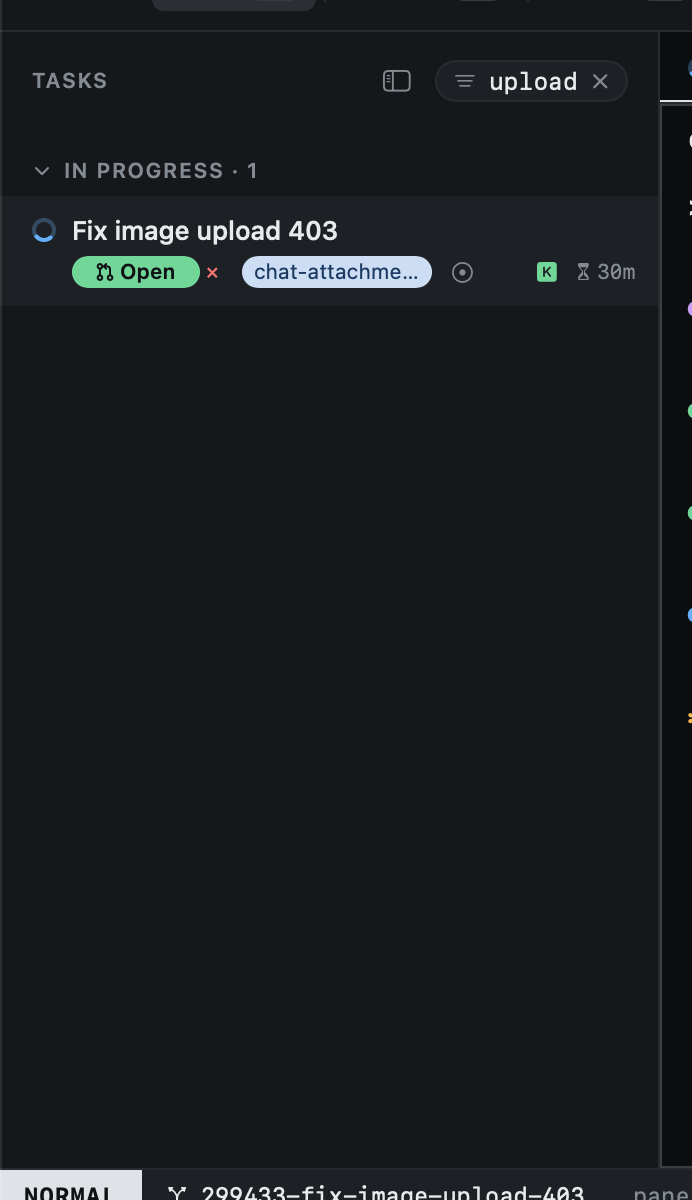 TASKS
upload
IN PROGRESS · 1
Fix image upload 403
Open × chat-attachme... K 30m
NORMAL 299433-fix-image-upload-403